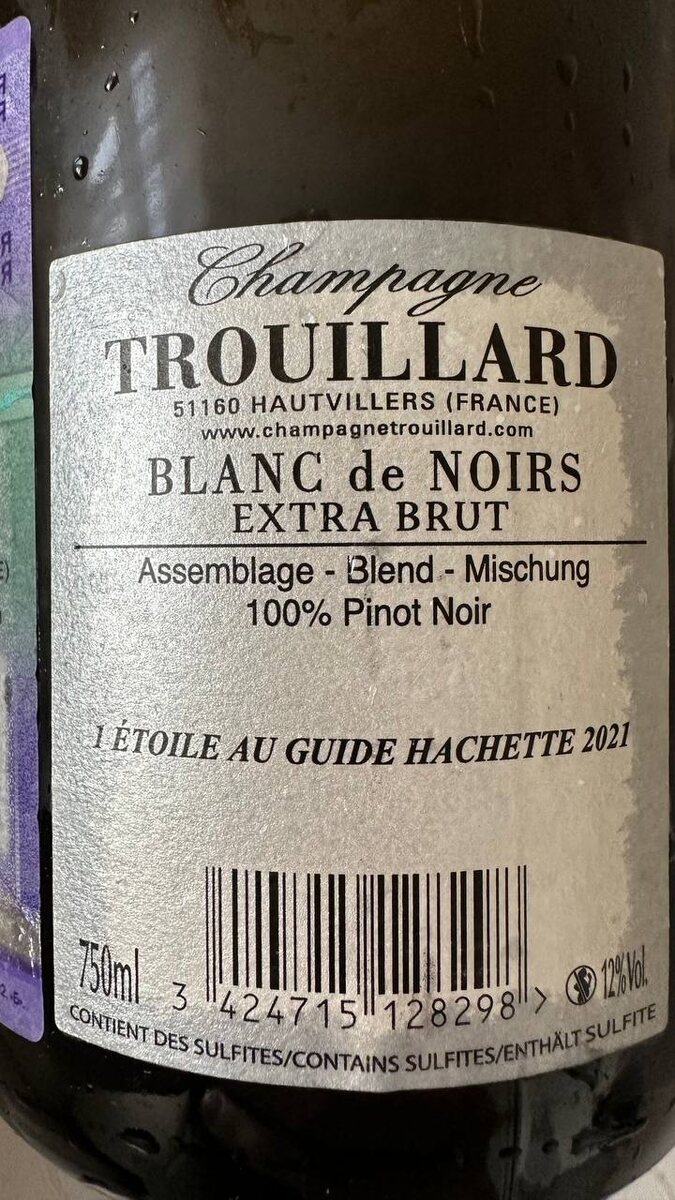 Champagne
TROUILLARD
51160 HAUTVILLERS (FRANCE)
www.champagnetrouillard.com
BLANC de NOIRS
EXTRA BRUT
Assemblage - Blend - Mischung
100% Pinot Noir
1 ÉTOILE AU GUIDE HACHETTE 2021
750ml
3 424715 128298 >
12%Vol.
CONTIENT DES SULFITES/CONTAINS SULFITES/ENTHÄLT SULFITE